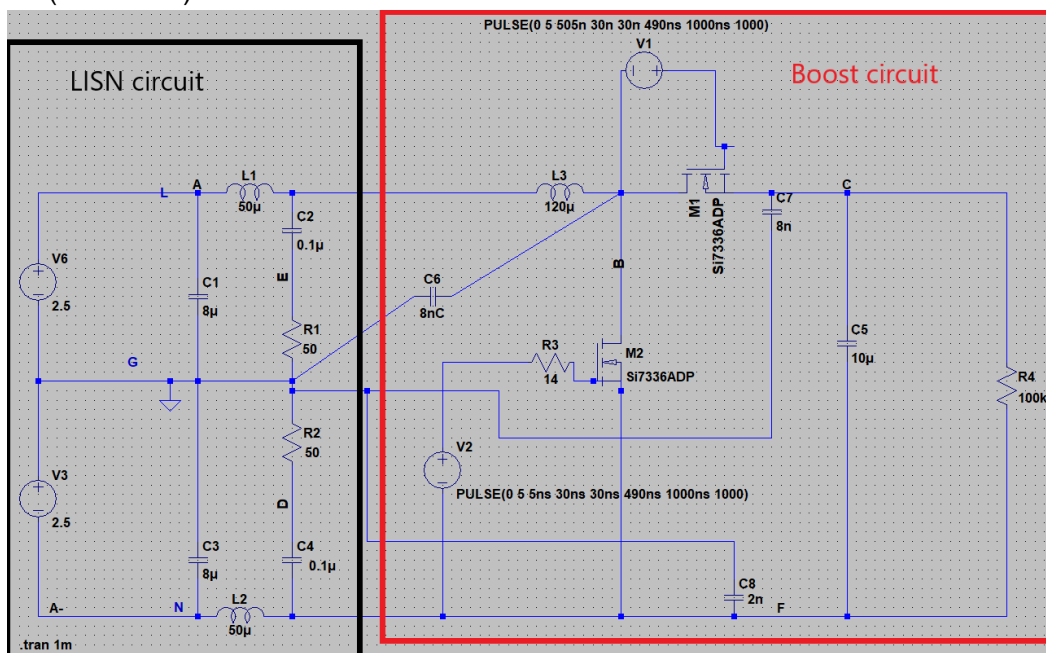 PULSE(0 5 505n 30n 30n 490ns 1000ns 1000)
V1
LISN circuit
Boost circuit
L
A
L1
50µ
L3
120µ
C
C7
8n
M1
Si7336ADP
C2
0.1µ
E
V6
2.5
C1
8µ
R1
50
G
C6
8nC
B
R3
14
M2
Si7336ADP
C5
10µ
R4
100k
R2
50
V2
PULSE(0 5 5ns 30ns 30ns 490ns 1000ns 1000)
V3
2.5
D
C3
8µ
C4
0.1µ
C8
2n
A-
N
L2
50µ
F
.tran 1m